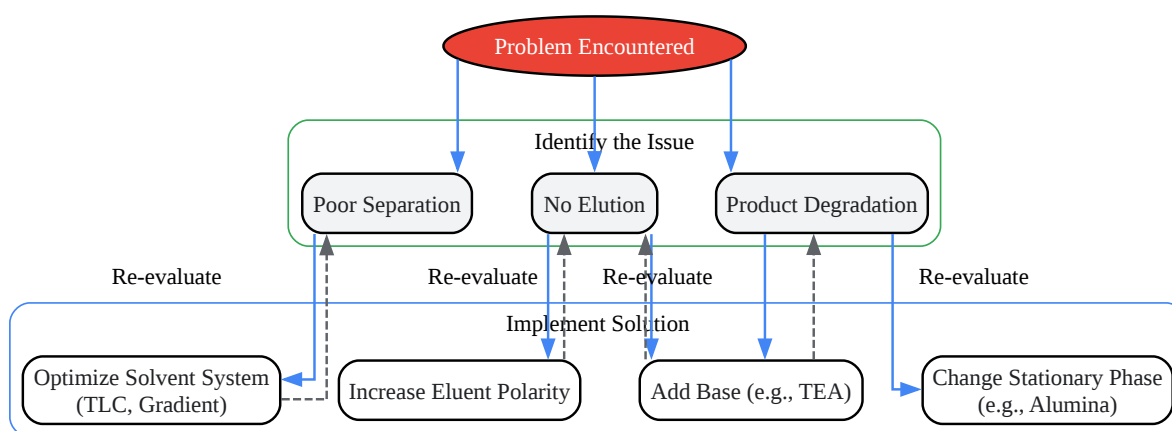 Problem Encountered
Identify the Issue
Poor Separation
No Elution
Product Degradation
Re-evaluate
Re-evaluate
Re-evaluate
Re-evaluate
Implement Solution
Optimize Solvent System
(TLC, Gradient)
Increase Eluent Polarity
Add Base (e.g., TEA)
Change Stationary Phase
(e.g., Alumina)